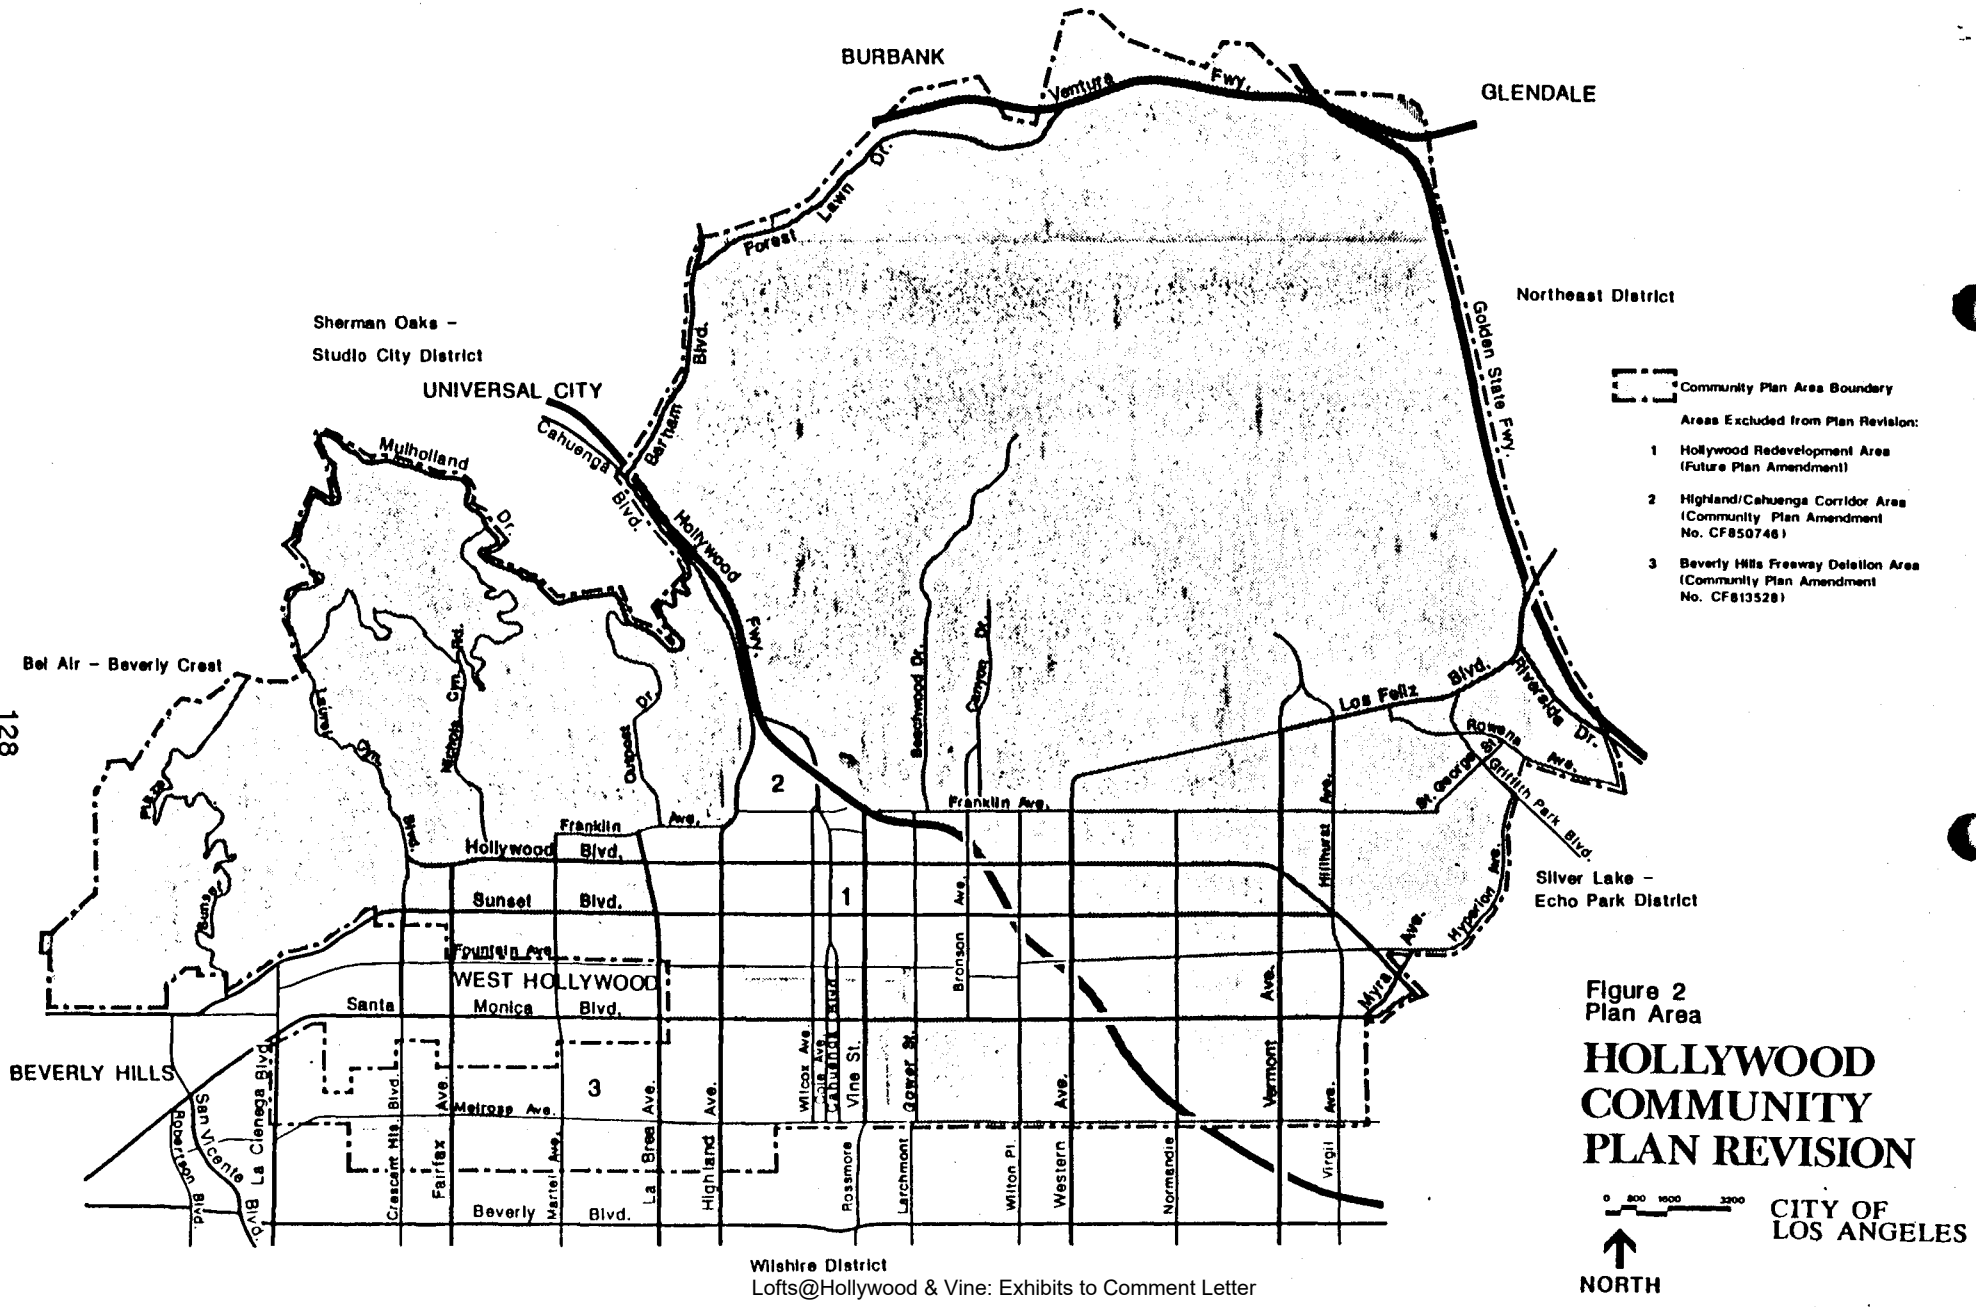 BURBANK
GLENDALE
Ventura
Fwy.
Forest
Lawn
Dr.
Northeast District
Golden State Fwy.
Sherman Oaks –
Studio City District
UNIVERSAL CITY
Cahuenga
Blvd.
Barham
Blvd.
Hollywood
Fwy.
Mulholland
Dr.
Community Plan Area Boundary
Areas Excluded from Plan Revision:
1 Hollywood Redevelopment Area
(Future Plan Amendment)
2 Highland/Cahuenga Corridor Area
(Community Plan Amendment
No. CF850746)
3 Beverly Hills Freeway Deletion Area
(Community Plan Amendment
No. CF813528)
Bel Air – Beverly Crest
128
Laurel
Cyn.
Blvd.
Nichols
Cyn.
Rd.
Outpost
Dr.
Beechwood Dr.
Canyon Dr.
Los Feliz
Blvd.
Riverside
Dr.
Rowena
Ave.
St. George
St.
Griffith Park Blvd.
Hyperion
Ave.
Plaza
Suns
2
Franklin
Ave.
Franklin Ave.
Hollywood
Blvd.
Sunset
Blvd.
1
Bronson
Ave.
Hillhurst
Ave.
Silver Lake –
Echo Park District
Fountain Ave.
WEST HOLLYWOOD
Santa
Monica
Blvd.
Myra
Ave.
BEVERLY HILLS
3
Melrose Ave.
San Vicente
Blvd.
Robertson
Blvd.
La Cienega Blvd.
Crescent Hts. Blvd.
Fairfax
Ave.
Martel
Ave.
La Brea
Ave.
Highland
Ave.
Wilcox Ave.
Cole Ave.
Cahuenga Blvd
Vine St.
Rossmore
Gower St.
Larchmont
Wilton Pl.
Western
Ave.
Normandie
Vermont
Ave.
Virgil
Ave.
Beverly
Blvd.
Wilshire District
Figure 2
Plan Area
HOLLYWOOD
COMMUNITY
PLAN REVISION
0 800 1600 3200
CITY OF
LOS ANGELES
NORTH
Lofts@Hollywood & Vine: Exhibits to Comment Letter